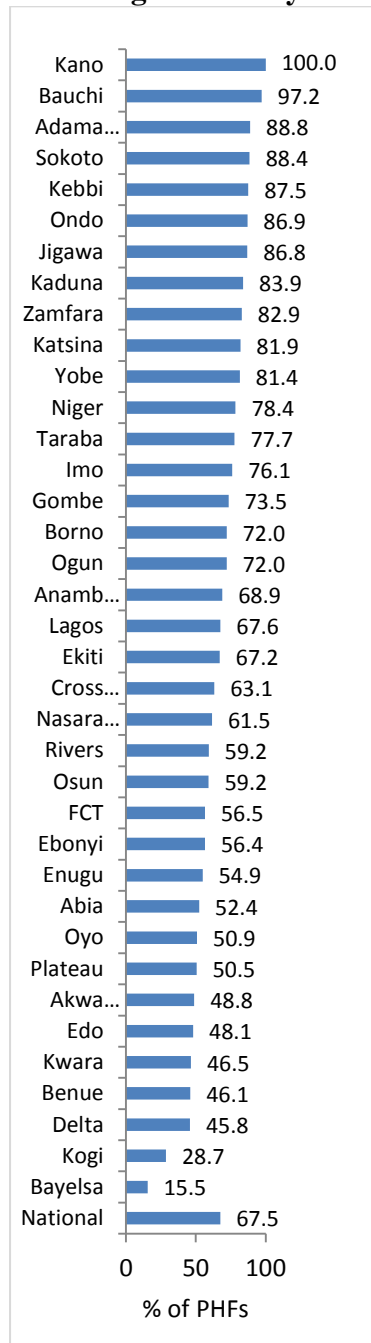 Kano 100.0
Bauchi 97.2
Adama... 88.8
Sokoto 88.4
Kebbi 87.5
Ondo 86.9
Jigawa 86.8
Kaduna 83.9
Zamfara 82.9
Katsina 81.9
Yobe 81.4
Niger 78.4
Taraba 77.7
Imo 76.1
Gombe 73.5
Borno 72.0
Ogun 72.0
Anamb... 68.9
Lagos 67.6
Ekiti 67.2
Cross... 63.1
Nasara... 61.5
Rivers 59.2
Osun 59.2
FCT 56.5
Ebonyi 56.4
Enugu 54.9
Abia 52.4
Oyo 50.9
Plateau 50.5
Akwa... 48.8
Edo 48.1
Kwara 46.5
Benue 46.1
Delta 45.8
Kogi 28.7
Bayelsa 15.5
National 67.5
0 50 100
% of PHFs